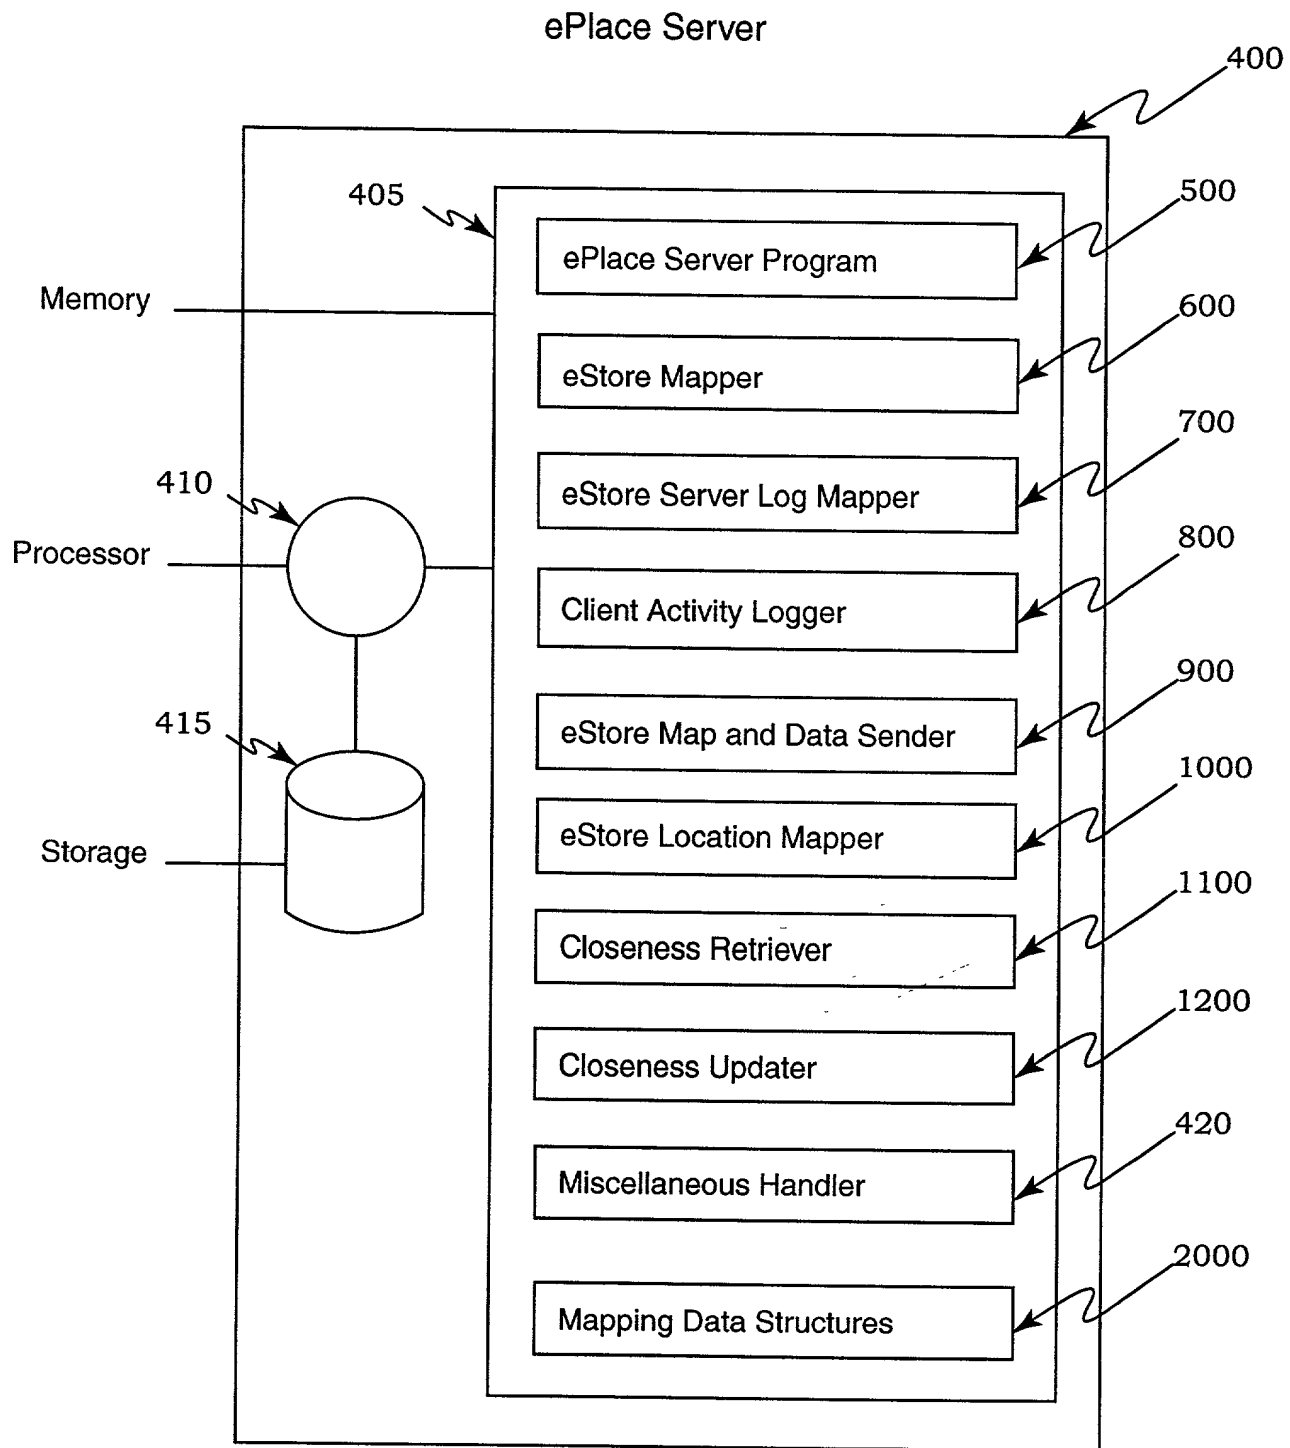 ePlace Server
400
405
500
ePlace Server Program
Memory
600
eStore Mapper
700
410
eStore Server Log Mapper
Processor
800
Client Activity Logger
900
415
eStore Map and Data Sender
1000
Storage
eStore Location Mapper
1100
Closeness Retriever
1200
Closeness Updater
420
Miscellaneous Handler
2000
Mapping Data Structures